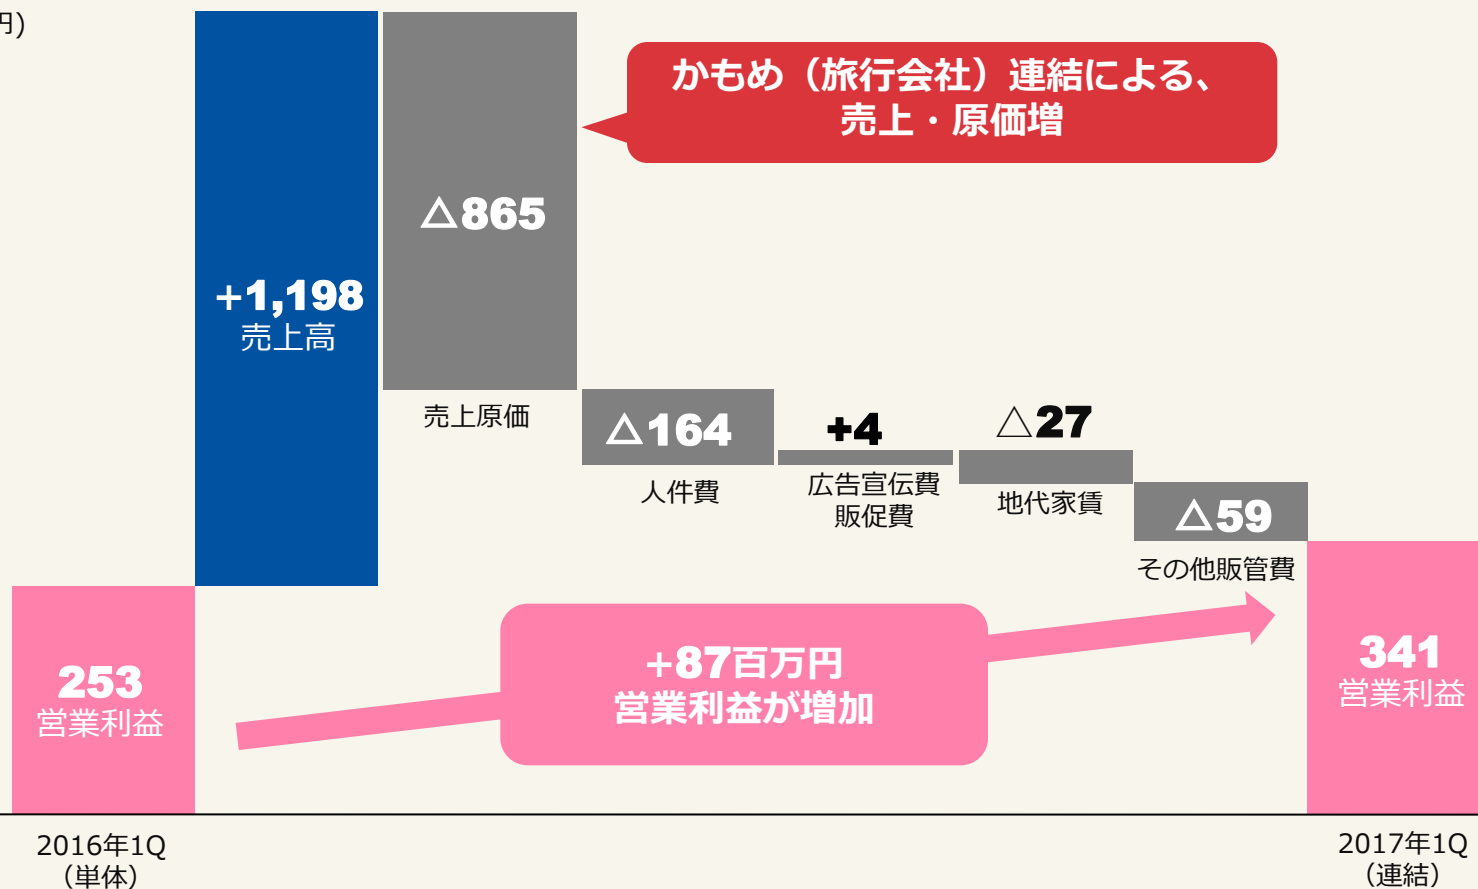 円)
かもめ（旅行会社）連結による、
売上・原価増
△865
+1,198
売上高
売上原価
△164
人件費
+4
広告宣伝費
販促費
△27
地代家賃
△59
その他販管費
+87百万円
営業利益が増加
253
営業利益
341
営業利益
2016年1Q
（単体）
2017年1Q
（連結）